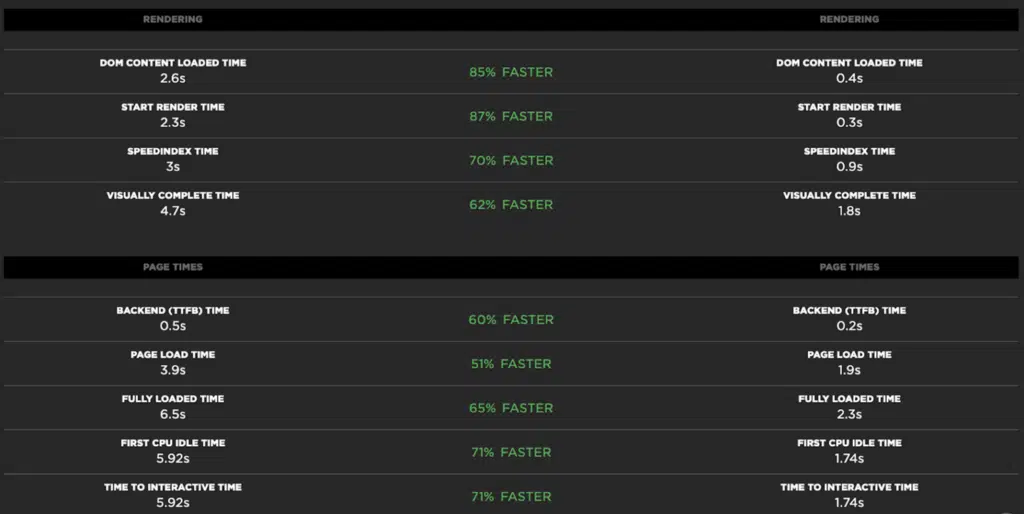 RENDERING RENDERING
DOM CONTENT LOADED TIME DOM CONTENT LOADED TIME
2.6s 85% FASTER 0.4s
START RENDER TIME START RENDER TIME
2.3s 87% FASTER 0.3s
SPEEDINDEX TIME SPEEDINDEX TIME
3s 70% FASTER 0.9s
VISUALLY COMPLETE TIME VISUALLY COMPLETE TIME
4.7s 62% FASTER 1.8s
PAGE TIMES PAGE TIMES
BACKEND (TTFB) TIME BACKEND (TTFB) TIME
0.5s 60% FASTER 0.2s
PAGE LOAD TIME PAGE LOAD TIME
3.9s 51% FASTER 1.9s
FULLY LOADED TIME FULLY LOADED TIME
6.5s 65% FASTER 2.3s
FIRST CPU IDLE TIME FIRST CPU IDLE TIME
5.92s 71% FASTER 1.74s
TIME TO INTERACTIVE TIME TIME TO INTERACTIVE TIME
5.92s 71% FASTER 1.74s